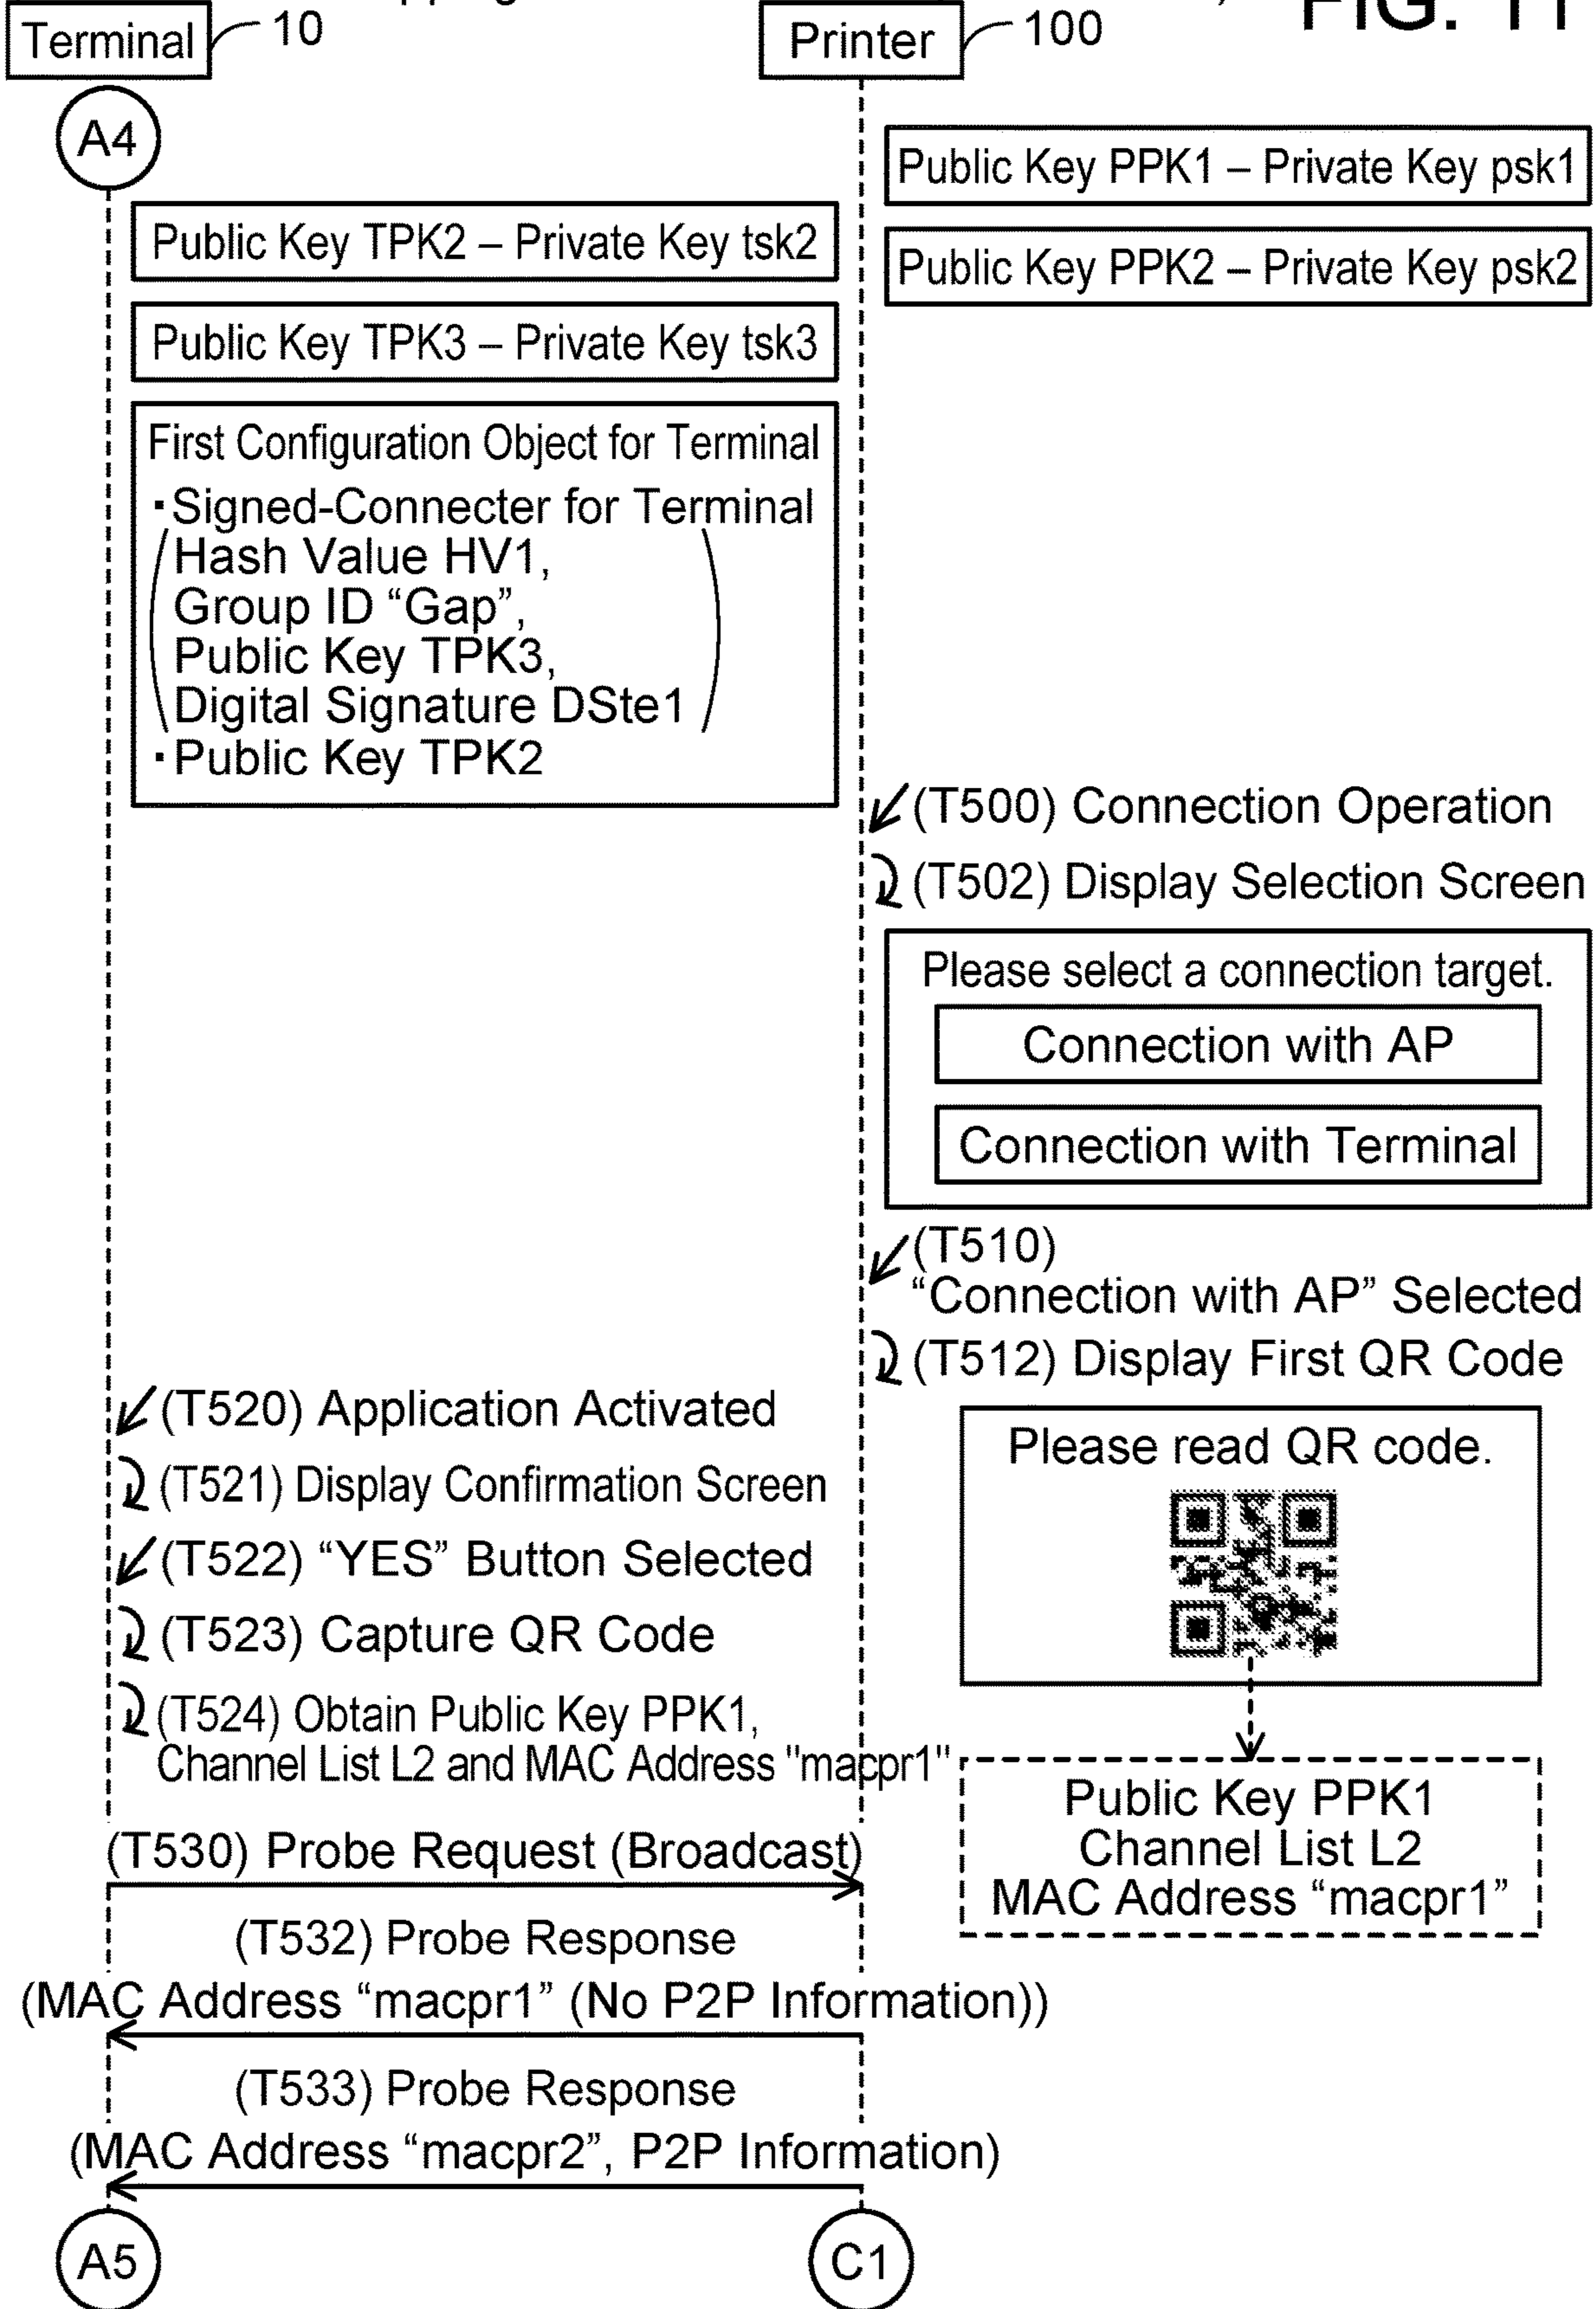 FIG. 11
Terminal
10
Printer
100
A4
Public Key PPK1 – Private Key psk1
Public Key TPK2 – Private Key tsk2
Public Key PPK2 – Private Key psk2
Public Key TPK3 – Private Key tsk3
First Configuration Object for Terminal
・Signed-Connecter for Terminal
Hash Value HV1,
Group ID “Gap”,
Public Key TPK3,
Digital Signature DSte1
・Public Key TPK2
(T500) Connection Operation
(T502) Display Selection Screen
Please select a connection target.
Connection with AP
Connection with Terminal
(T510)
“Connection with AP” Selected
(T512) Display First QR Code
Please read QR code.
(T520) Application Activated
(T521) Display Confirmation Screen
(T522) “YES” Button Selected
(T523) Capture QR Code
(T524) Obtain Public Key PPK1,
Channel List L2 and MAC Address "macpr1"
Public Key PPK1
Channel List L2
MAC Address “macpr1”
(T530) Probe Request (Broadcast)
(T532) Probe Response
(MAC Address “macpr1” (No P2P Information))
(T533) Probe Response
(MAC Address “macpr2”, P2P Information)
A5
C1